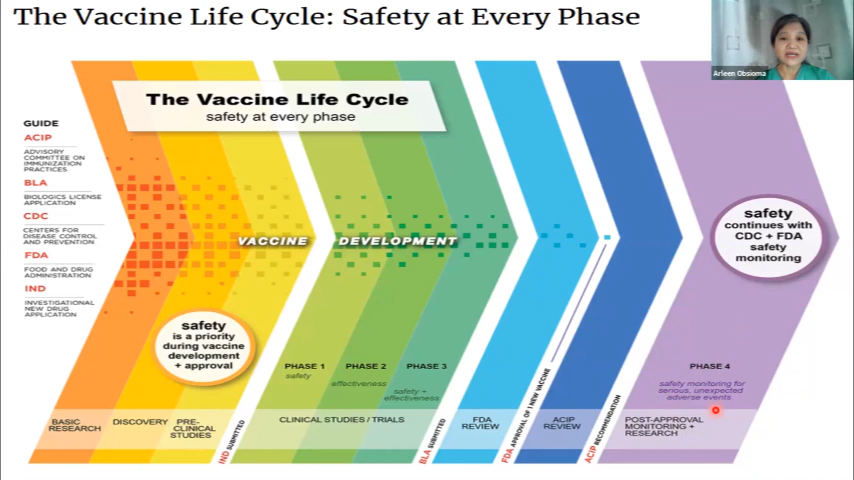 The Vaccine Life Cycle: Safety at Every Phase
Arleen Obsioma
The Vaccine Life Cycle
safety at every phase
GUIDE
ACIP
ADVISORY
COMMITTEE ON
IMMUNIZATION
PRACTICES
BLA
BIOLOGICS LICENSE
APPLICATION
CDC
CENTERS FOR
DISEASE CONTROL
AND PREVENTION
FDA
FOOD AND DRUG
ADMINISTRATION
IND
INVESTIGATIONAL
NEW DRUG
APPLICATION
VACCINE DEVELOPMENT
safety
is a priority
during vaccine
development
+ approval
safety
continues with
CDC + FDA
safety
monitoring
PHASE 1
safety
PHASE 2
effectiveness
PHASE 3
safety +
effectiveness
PHASE 4
safety monitoring for
serious, unexpected
adverse events
BASIC
RESEARCH
DISCOVERY
PRE-
CLINICAL
STUDIES
IND SUBMITTED
CLINICAL STUDIES / TRIALS
BLA SUBMITTED
FDA
REVIEW
FDA APPROVAL OF 1 NEW VACCINE
ACIP
REVIEW
ACIP RECOMMENDATION
POST-APPROVAL
MONITORING +
RESEARCH